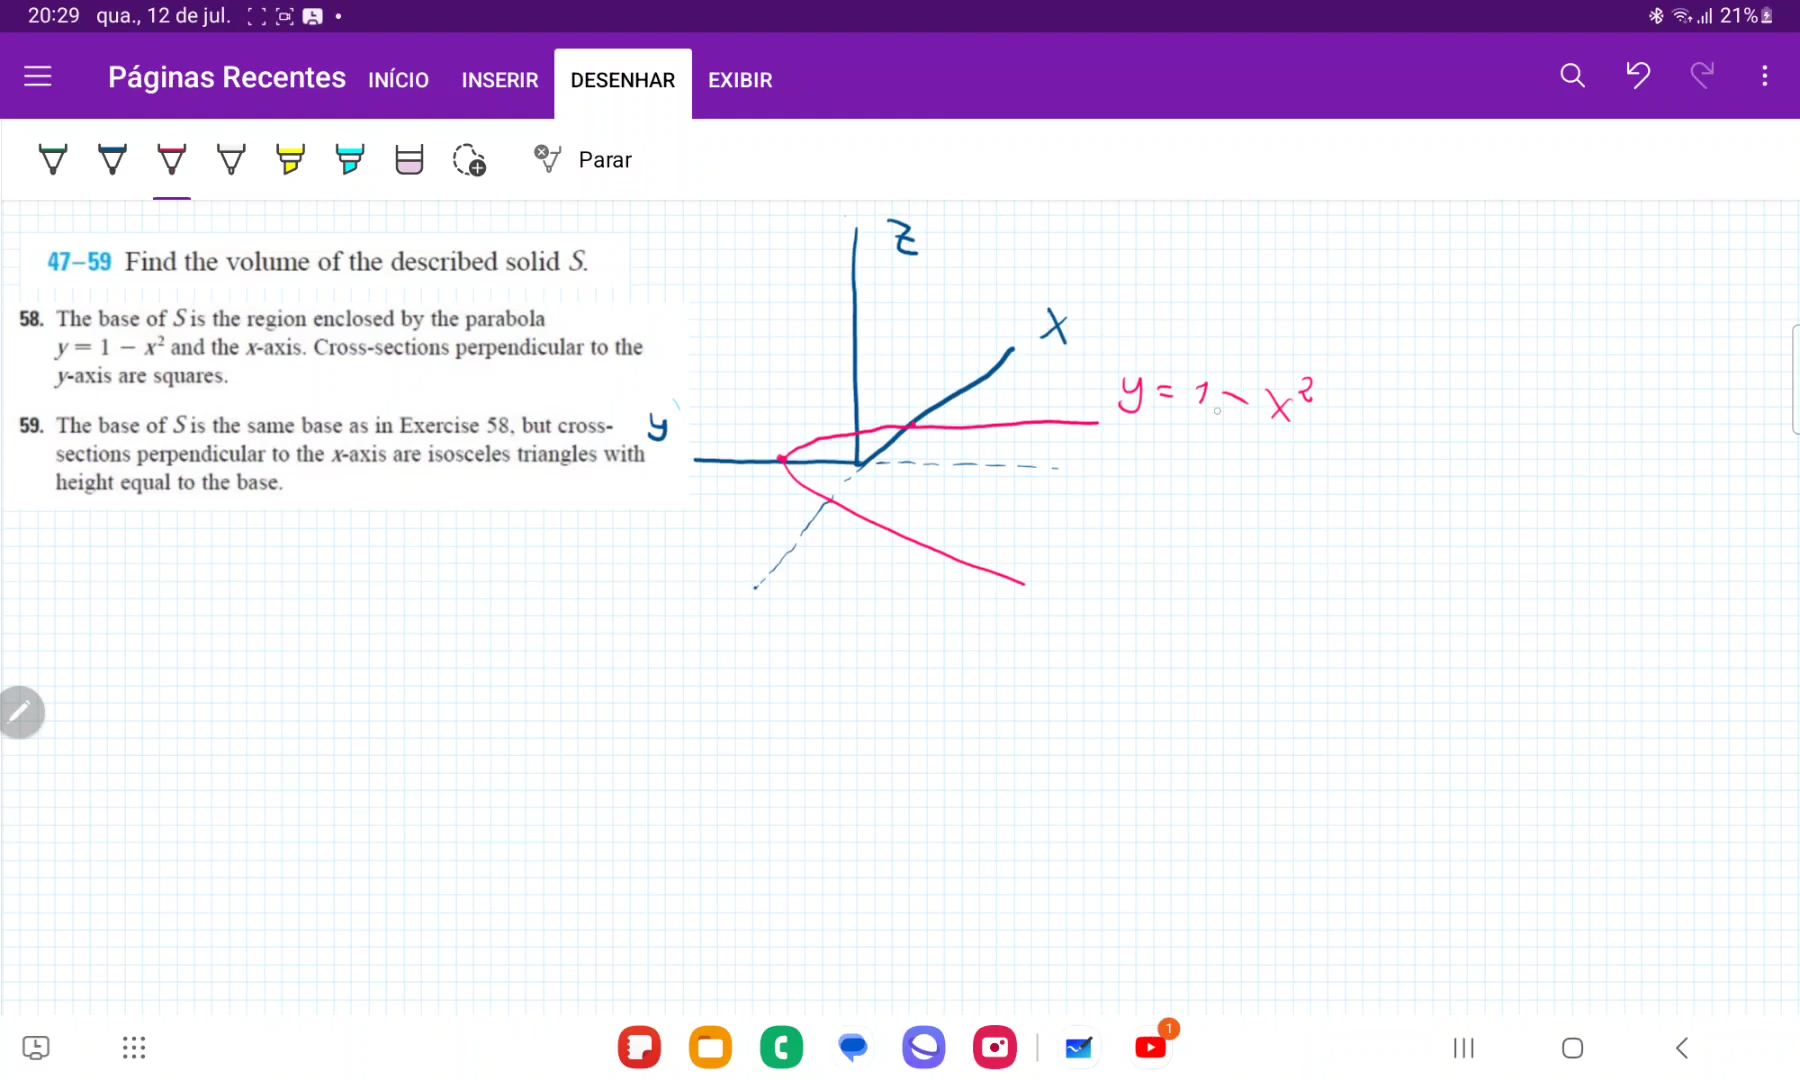 20:29 qua., 12 de jul. 21%
Páginas Recentes INÍCIO INSERIR DESENHAR EXIBIR
Parar
47–59 Find the volume of the described solid S.
58. The base of S is the region enclosed by the parabola
y = 1 − x² and the x-axis. Cross-sections perpendicular to the
y-axis are squares.
59. The base of S is the same base as in Exercise 58, but cross-
sections perpendicular to the x-axis are isosceles triangles with
height equal to the base.
z
x
y = 1 - x²
y
1